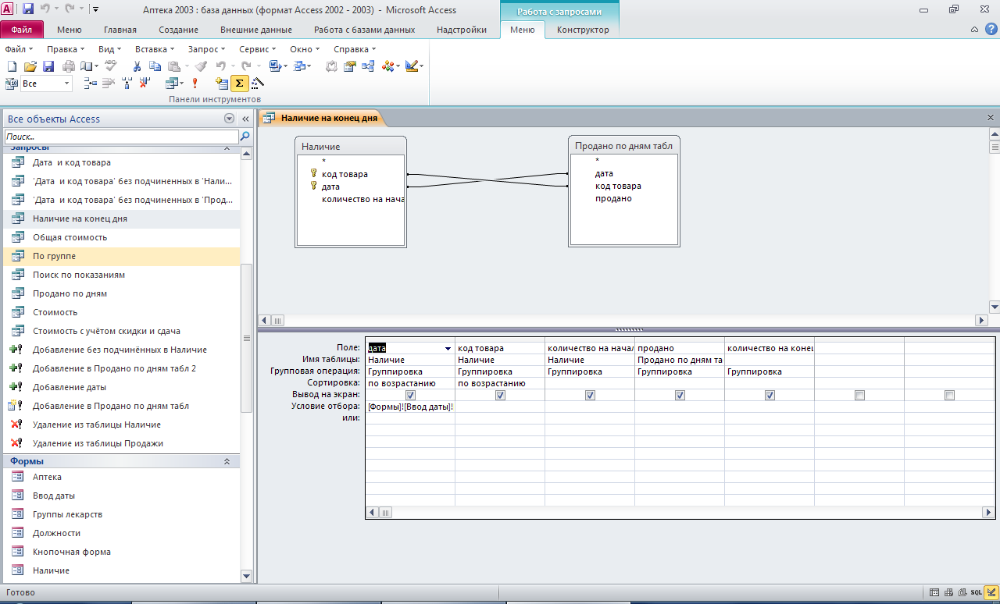 Аптека 2003 : база данных (формат Access 2002 - 2003) - Microsoft Access
Работа с запросами
Файл Меню Главная Создание Внешние данные Работа с базами данных Надстройки Меню Конструктор
Файл Правка Вид Вставка Запрос Сервис Окно Справка
Все
Σ
Панели инструментов
Все объекты Access
Поиск...
Запросы
Дата и код товара
'Дата и код товара' без подчиненных в 'Нали...
'Дата и код товара' без подчиненных в 'Прод...
Наличие на конец дня
Общая стоимость
По группе
Поиск по показаниям
Продано по дням
Стоимость
Стоимость с учётом скидки и сдача
Добавление без подчинённых в Наличие
Добавление в Продано по дням табл 2
Добавление даты
Добавление в Продано по дням табл
Удаление из таблицы Наличие
Удаление из таблицы Продажи
Формы
Аптека
Ввод даты
Группы лекарств
Должности
Кнопочная форма
Наличие
Наличие на конец дня
Наличие
*
код товара
дата
количество на нача
Продано по дням табл
*
дата
код товара
продано
Поле: дата код товара количество на начал продано количество на конец
Имя таблицы: Наличие Наличие Наличие Продано по дням та
Групповая операция: Группировка Группировка Группировка Группировка Группировка
Сортировка: по возрастанию по возрастанию
Вывод на экран:
Условие отбора: [Формы]![Ввод даты]!
или:
Готово
SQL